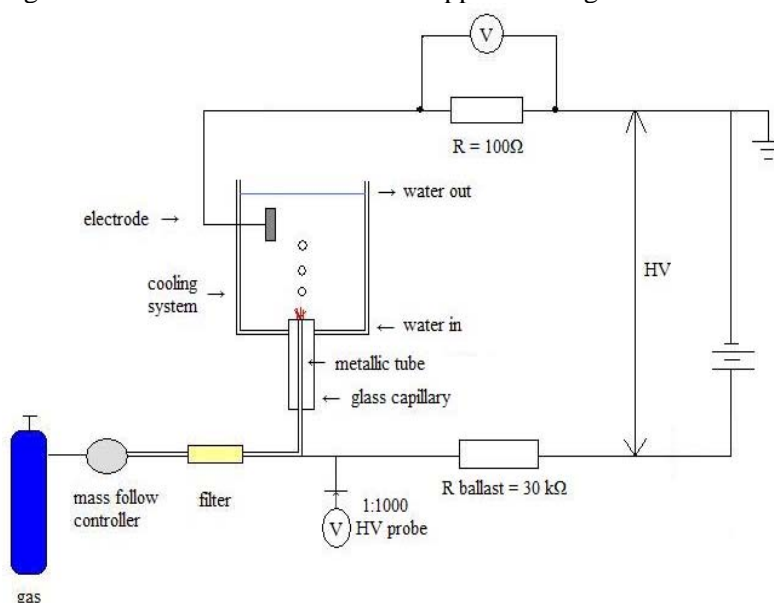 V
R = 100Ω
→ water out
electrode →
HV
cooling
system →
← water in
← metallic tube
← glass capillary
R ballast = 30 kΩ
mass follow
controller
filter
1:1000
V HV probe
gas